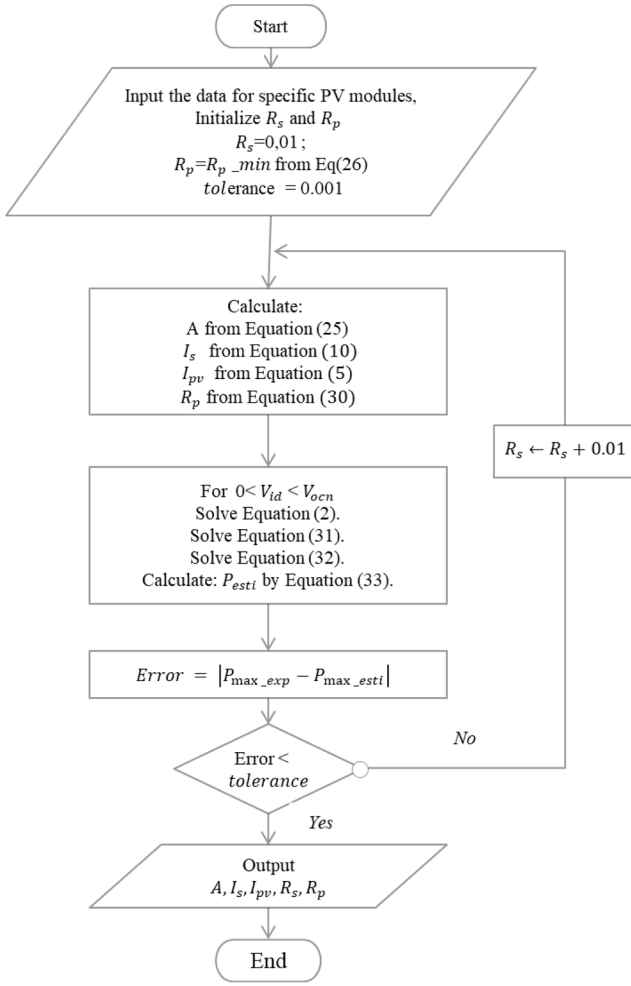 Start
Input the data for specific PV modules,
Initialize R_s and R_p
R_s=0,01 ;
R_p=R_p _min from Eq(26)
tolerance = 0.001
Calculate:
A from Equation (25)
I_s from Equation (10)
I_pv from Equation (5)
R_p from Equation (30)
R_s ← R_s + 0.01
For 0< V_id < V_ocn
Solve Equation (2).
Solve Equation (31).
Solve Equation (32).
Calculate: P_esti by Equation (33).
Error = |P_max _exp − P_max _esti|
No
Error <
tolerance
Yes
Output
A, I_s, I_pv, R_s, R_p
End